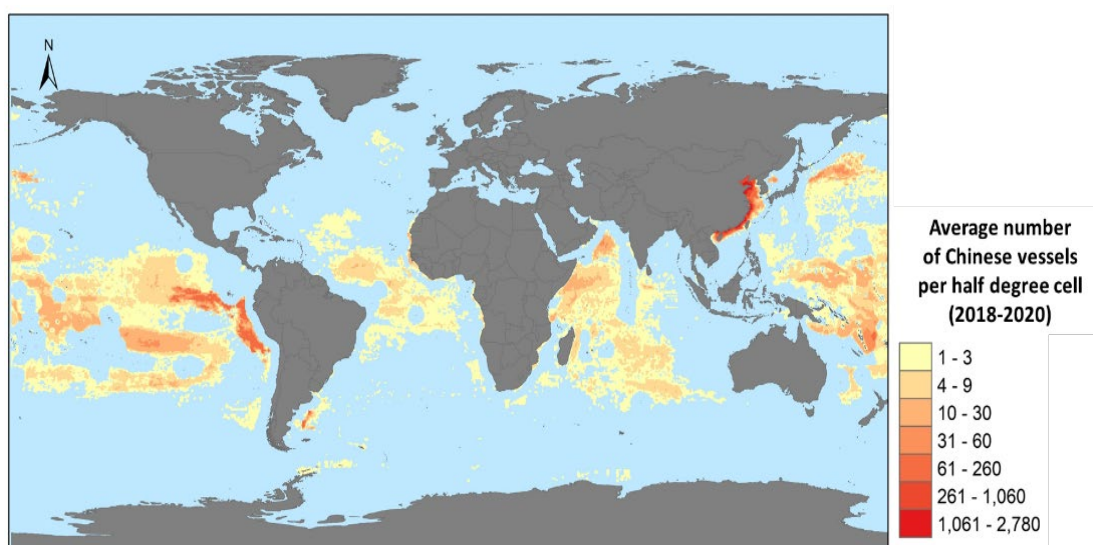 N
Average number
of Chinese vessels
per half degree cell
(2018-2020)
1 - 3
4 - 9
10 - 30
31 - 60
61 - 260
261 - 1,060
1,061 - 2,780